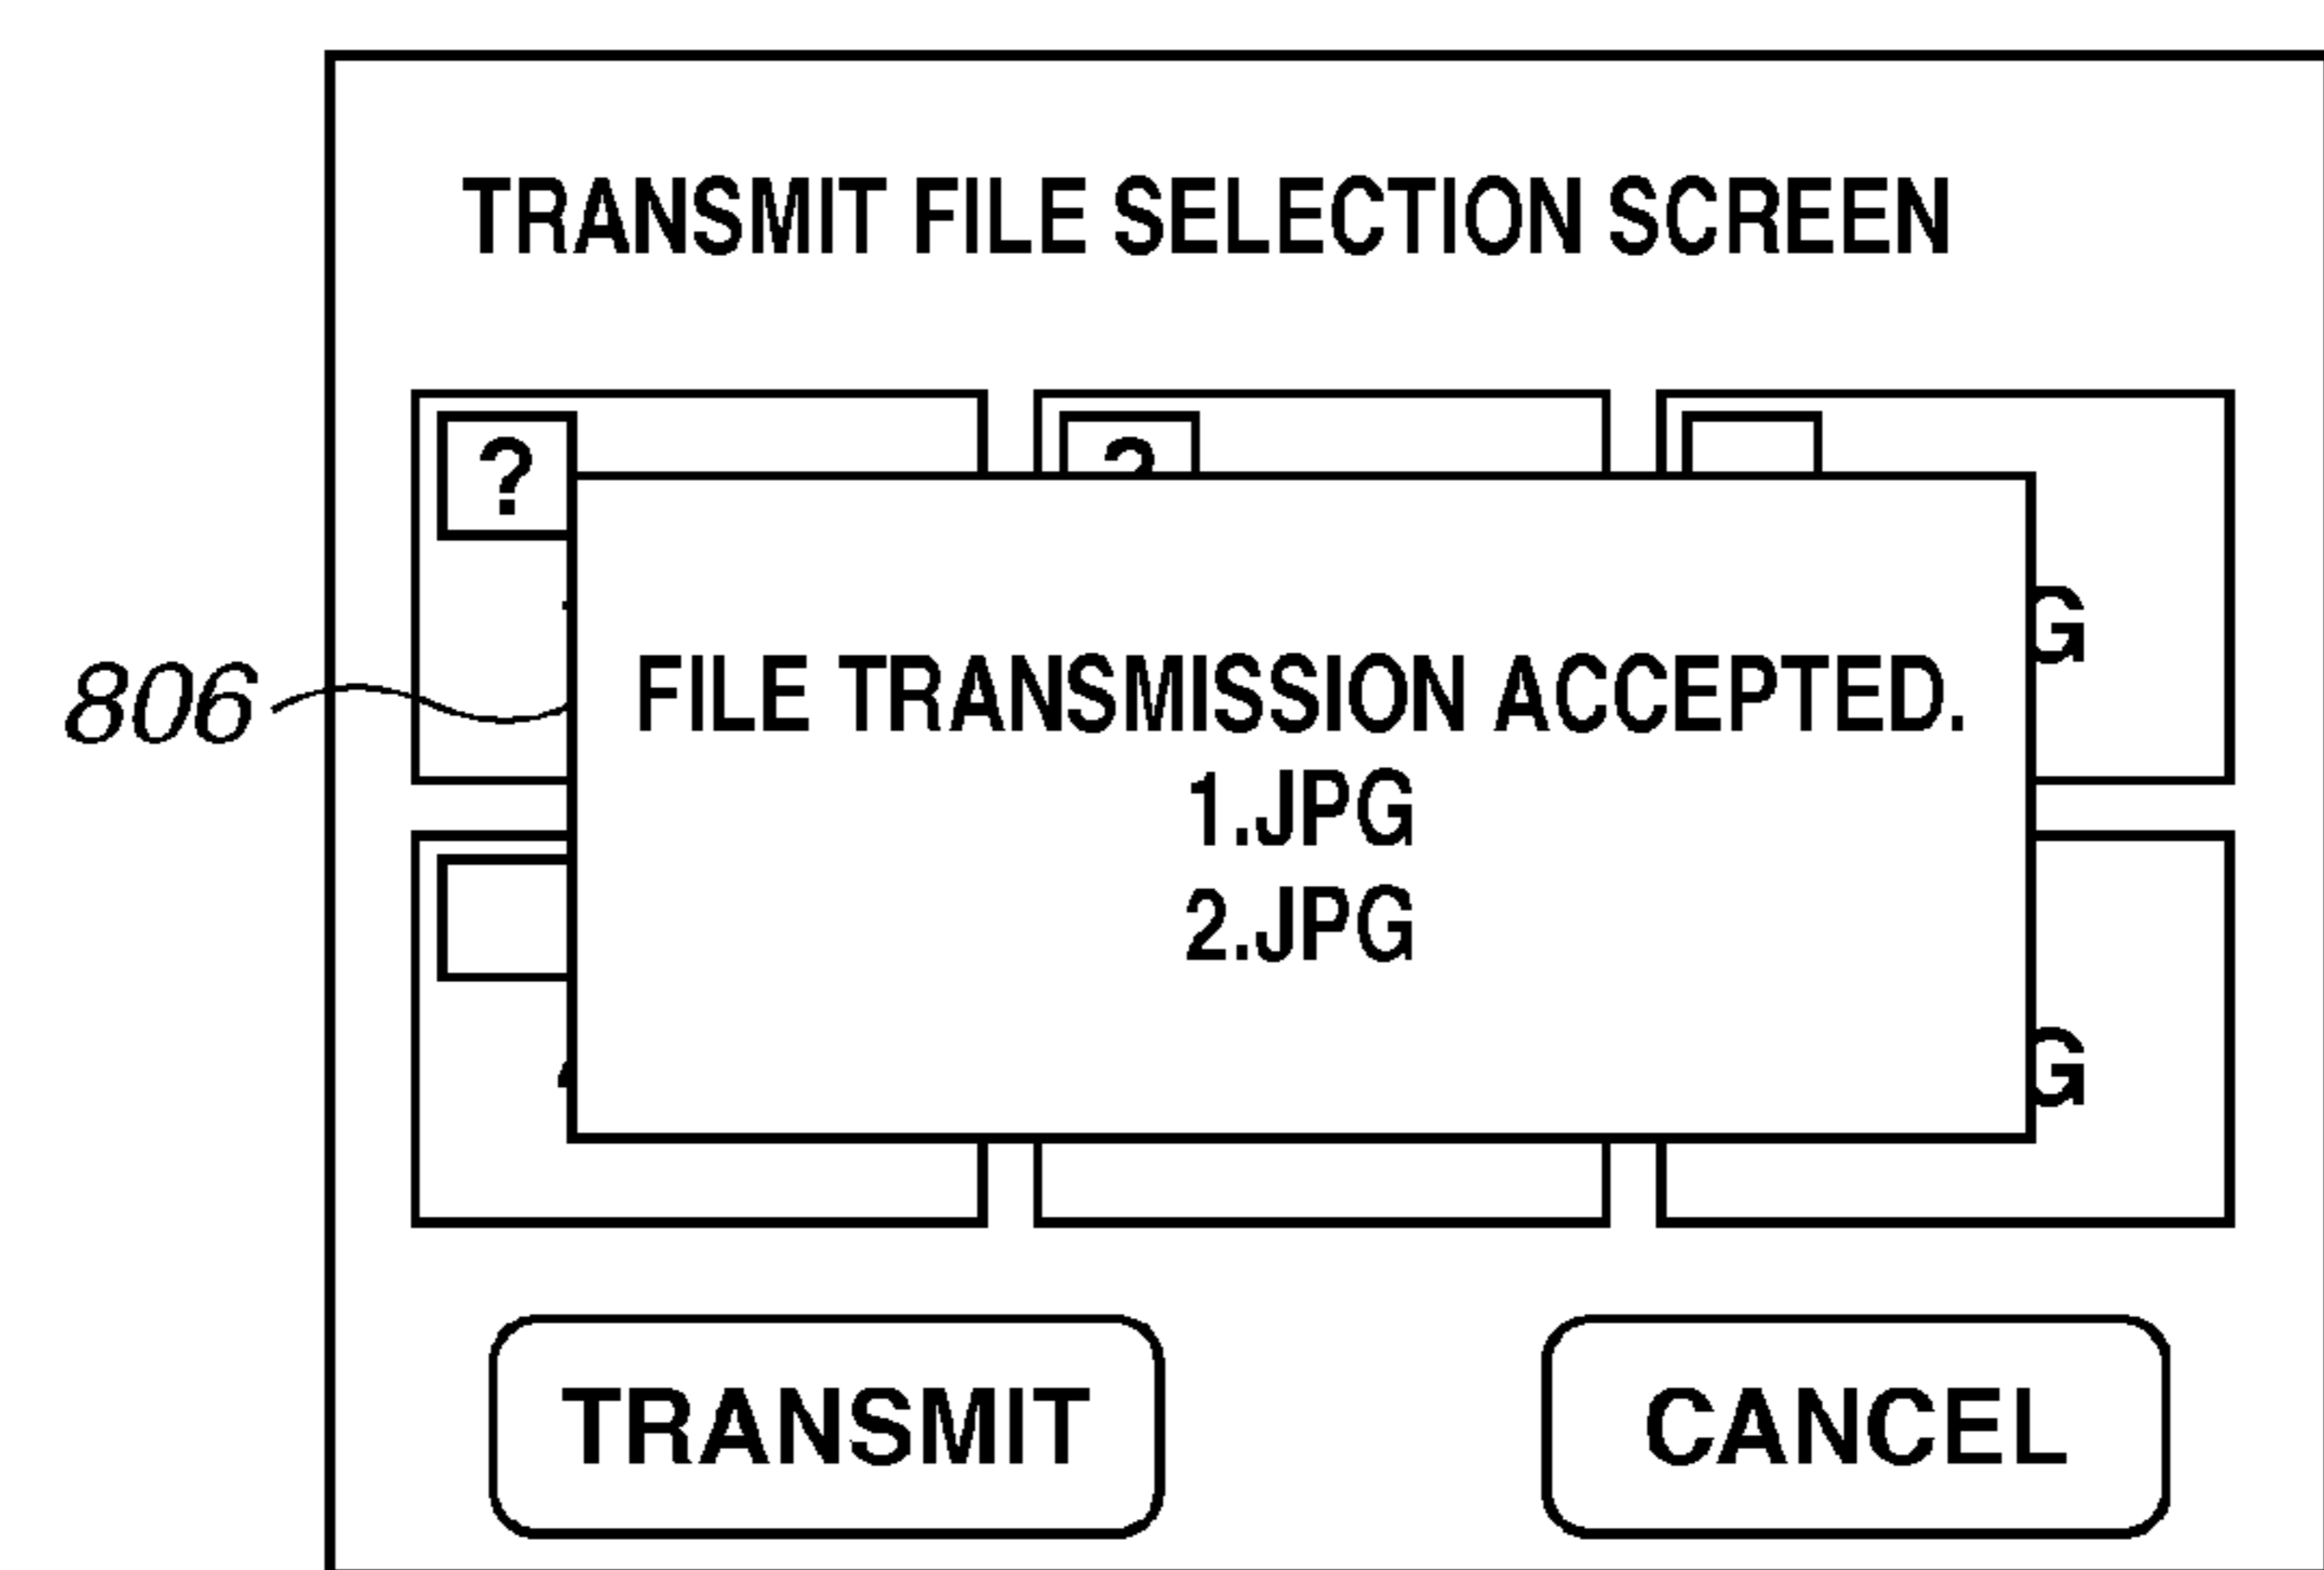 TRANSMIT FILE SELECTION SCREEN
?
?
G
806
FILE TRANSMISSION ACCEPTED.
1.JPG
2.JPG
G
TRANSMIT
CANCEL